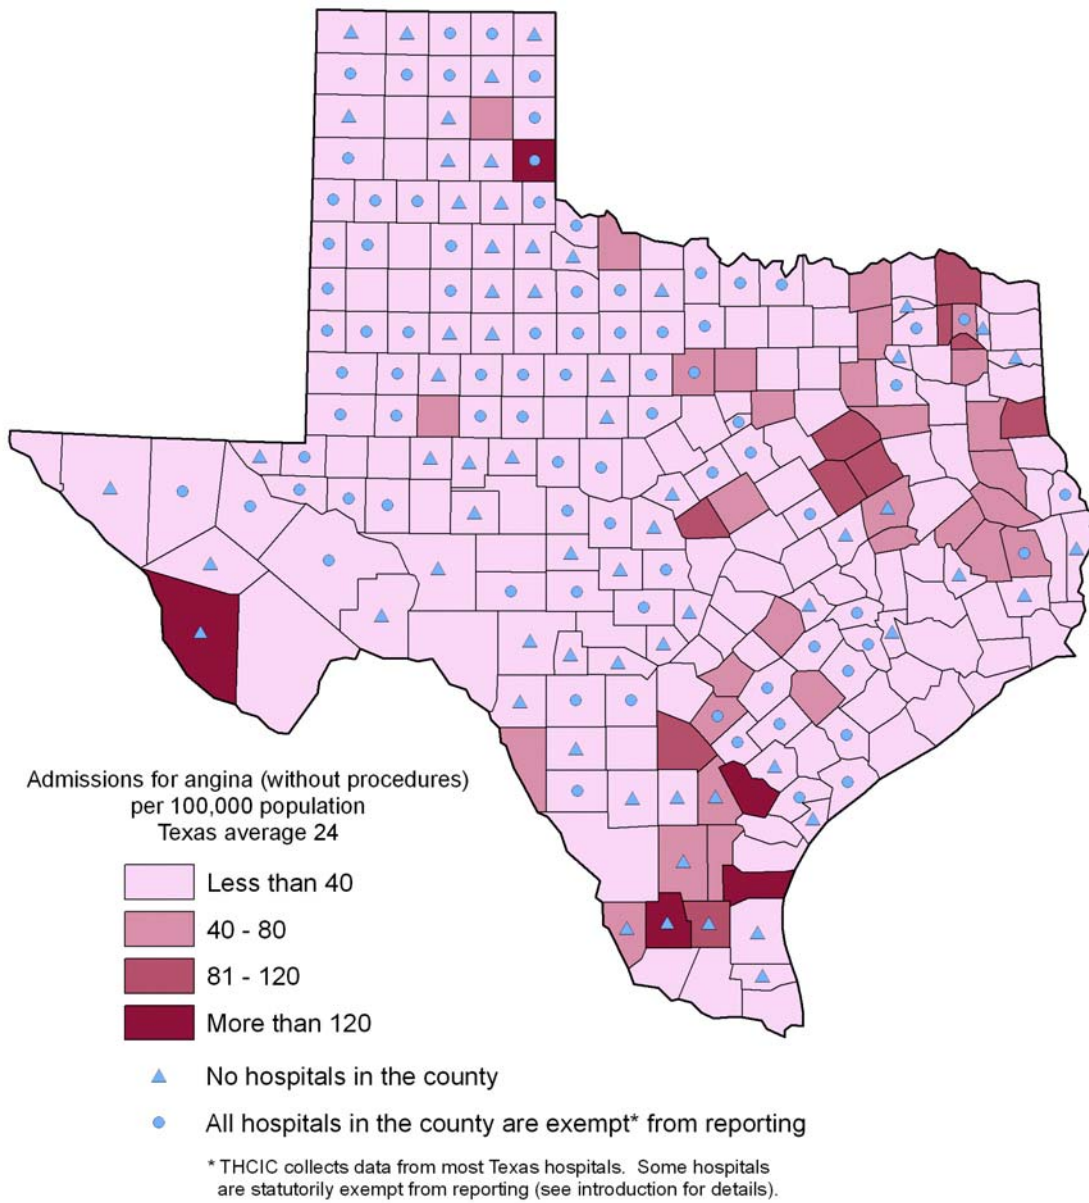 Admissions for angina (without procedures)
per 100,000 population
Texas average 24
Less than 40
40 - 80
81 - 120
More than 120
No hospitals in the county
All hospitals in the county are exempt* from reporting
* THCIC collects data from most Texas hospitals. Some hospitals
are statutorily exempt from reporting (see introduction for details).